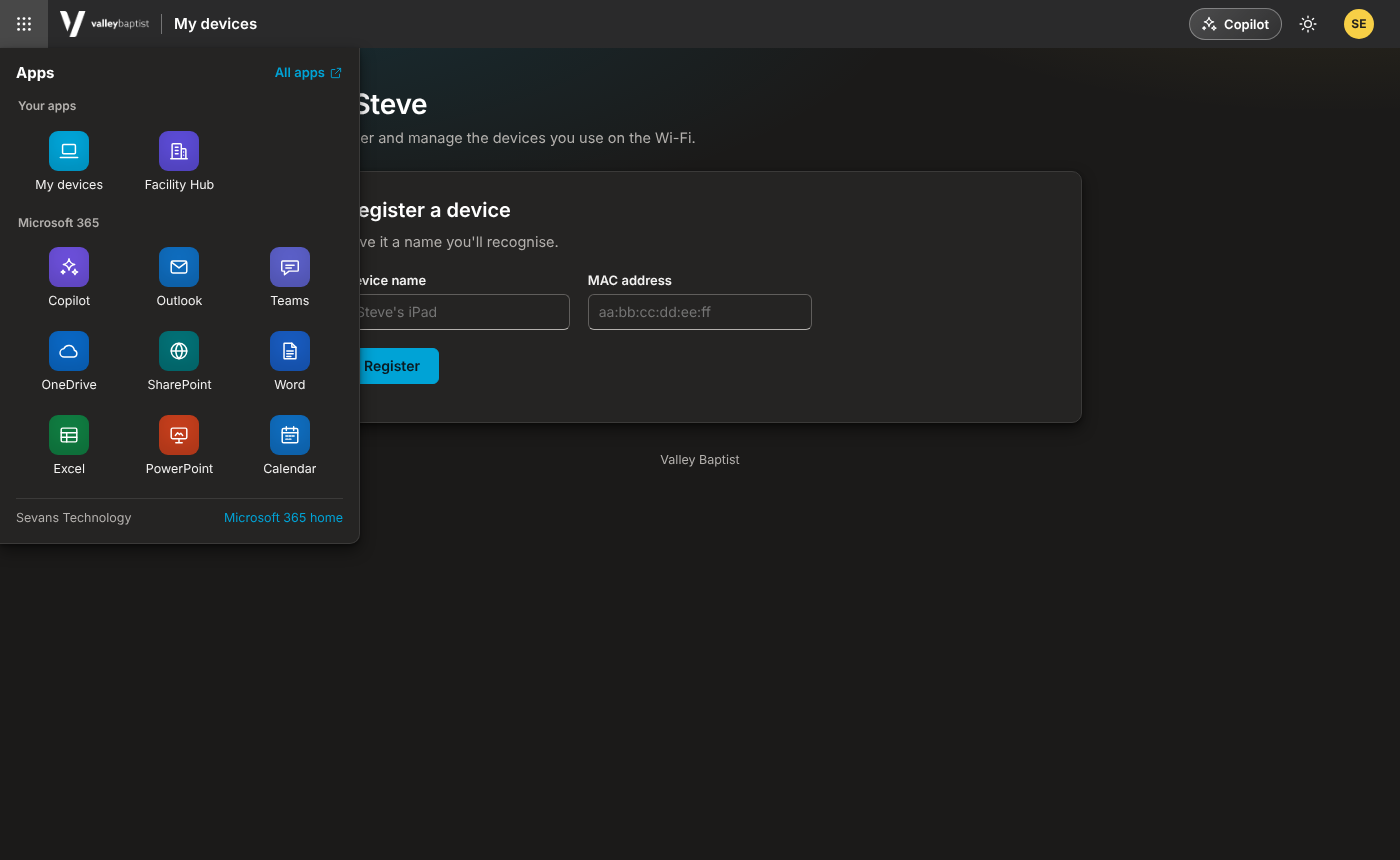 valleybaptist
My devices
Copilot
SE
Apps
All apps
Your apps
My devices
Facility Hub
Microsoft 365
Copilot
Outlook
Teams
OneDrive
SharePoint
Word
Excel
PowerPoint
Calendar
Sevans Technology
Microsoft 365 home
Steve
er and manage the devices you use on the Wi-Fi.
egister a device
ve it a name you'll recognise.
evice name
MAC address
Steve's iPad
aa:bb:cc:dd:ee:ff
Register
Valley Baptist